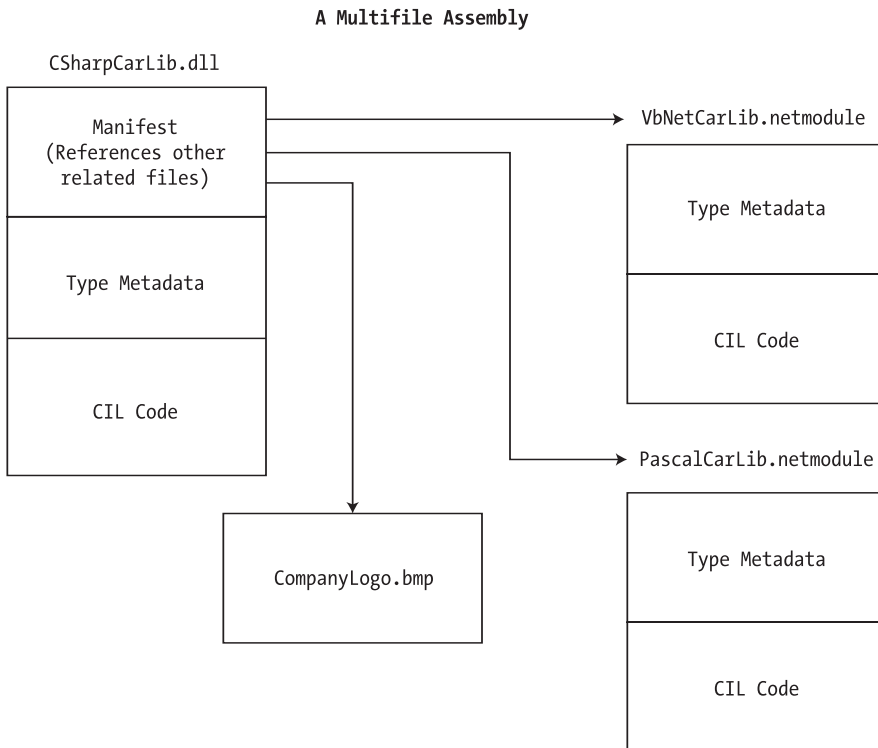 A Multifile Assembly
CSharpCarLib.dll
Manifest
(References other
related files)
Type Metadata
CIL Code
CompanyLogo.bmp
VbNetCarLib.netmodule
Type Metadata
CIL Code
PascalCarLib.netmodule
Type Metadata
CIL Code